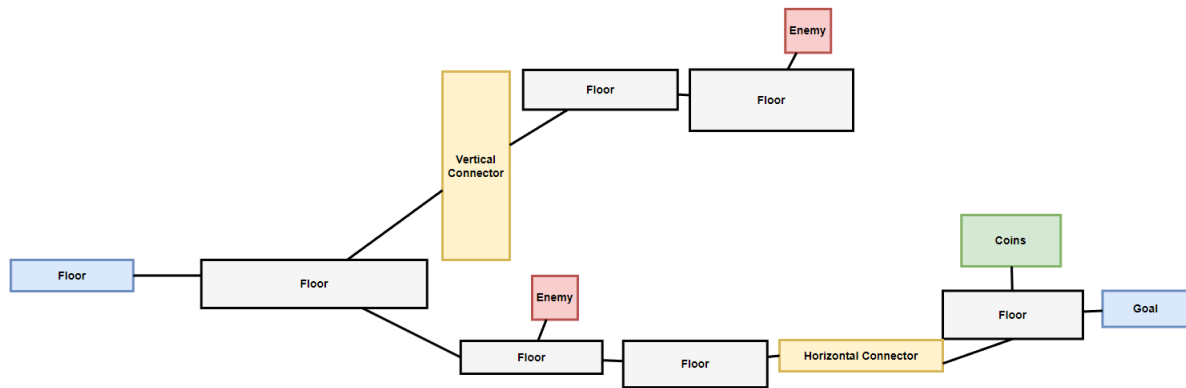 Enemy
Floor
Floor
Vertical
Connector
Coins
Floor
Floor
Enemy
Floor
Goal
Floor
Floor
Horizontal Connector